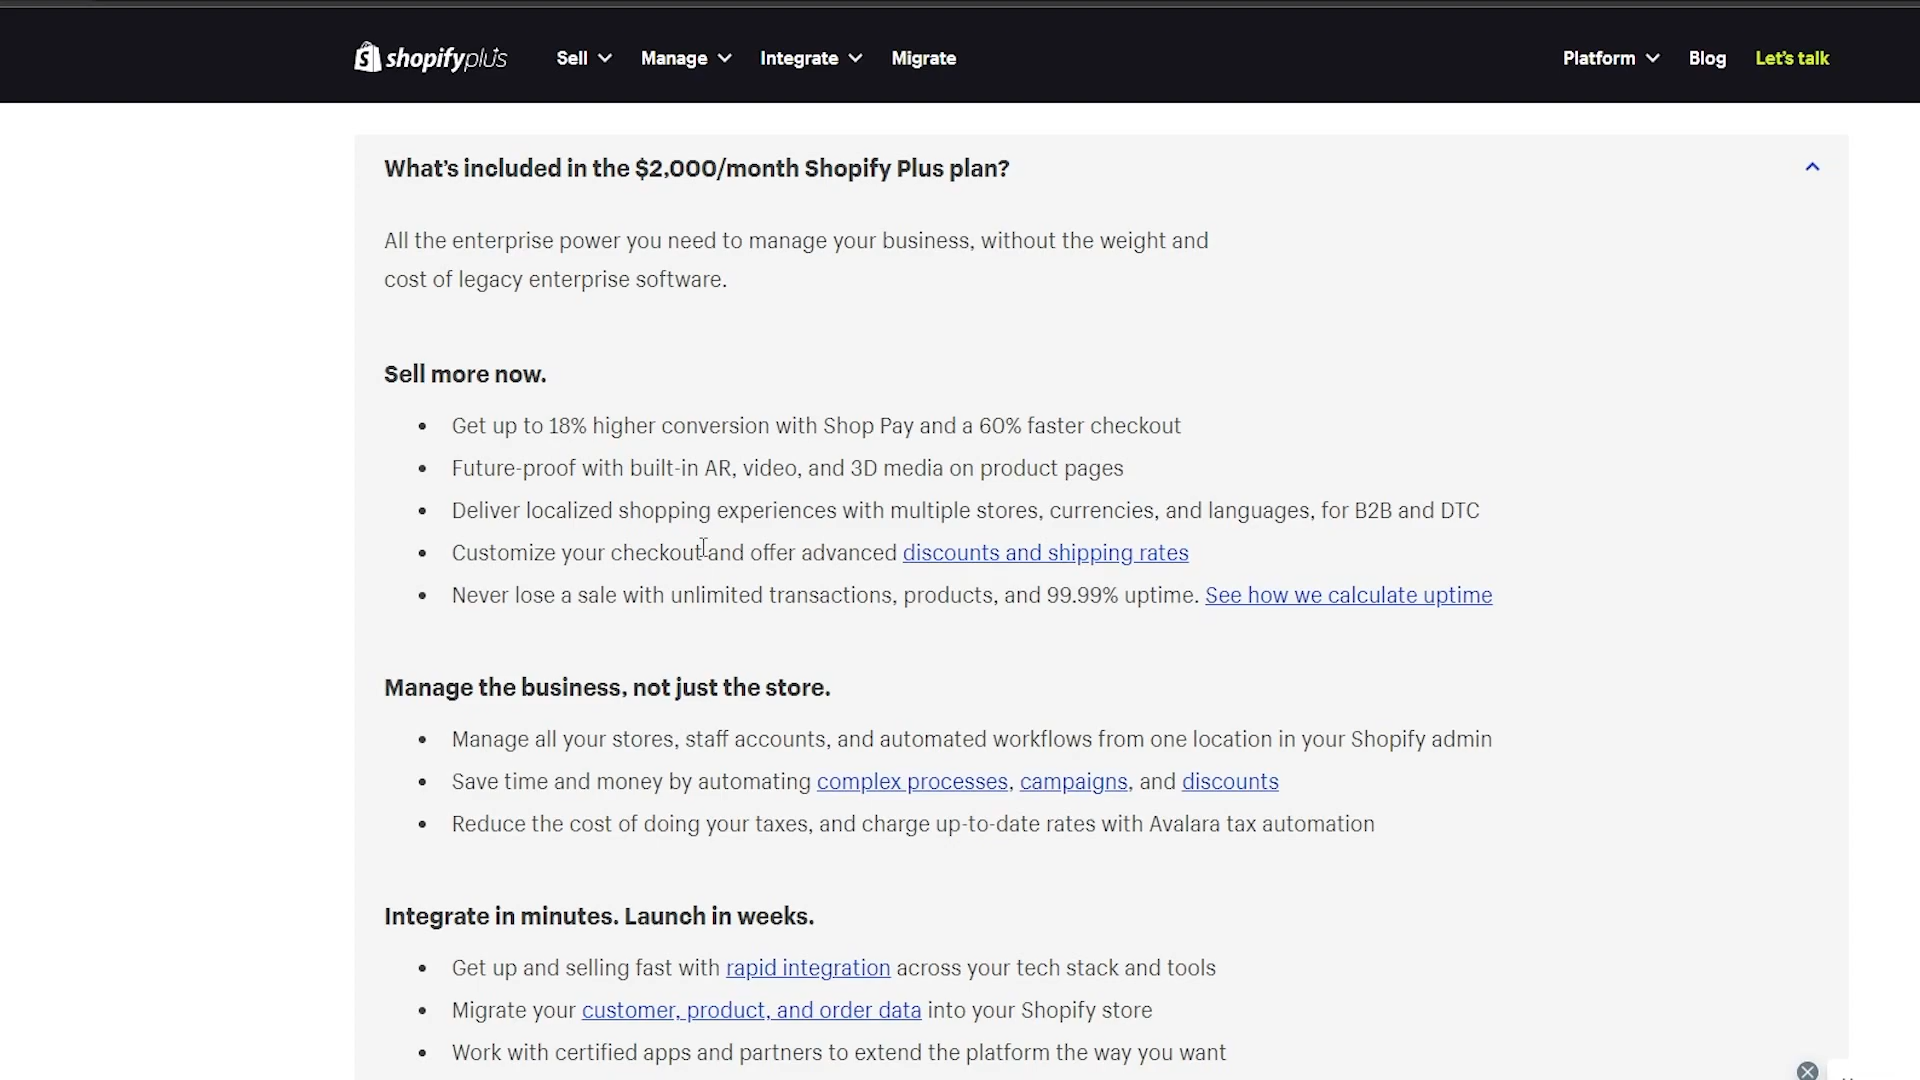 shopifyplus Sell Manage Integrate Migrate Platform Blog Let's talk
What's included in the $2,000/month Shopify Plus plan?
All the enterprise power you need to manage your business, without the weight and
cost of legacy enterprise software.
Sell more now.
• Get up to 18% higher conversion with Shop Pay and a 60% faster checkout
• Future-proof with built-in AR, video, and 3D media on product pages
• Deliver localized shopping experiences with multiple stores, currencies, and languages, for B2B and DTC
• Customize your checkout and offer advanced discounts and shipping rates
• Never lose a sale with unlimited transactions, products, and 99.99% uptime. See how we calculate uptime
Manage the business, not just the store.
• Manage all your stores, staff accounts, and automated workflows from one location in your Shopify admin
• Save time and money by automating complex processes, campaigns, and discounts
• Reduce the cost of doing your taxes, and charge up-to-date rates with Avalara tax automation
Integrate in minutes. Launch in weeks.
• Get up and selling fast with rapid integration across your tech stack and tools
• Migrate your customer, product, and order data into your Shopify store
• Work with certified apps and partners to extend the platform the way you want